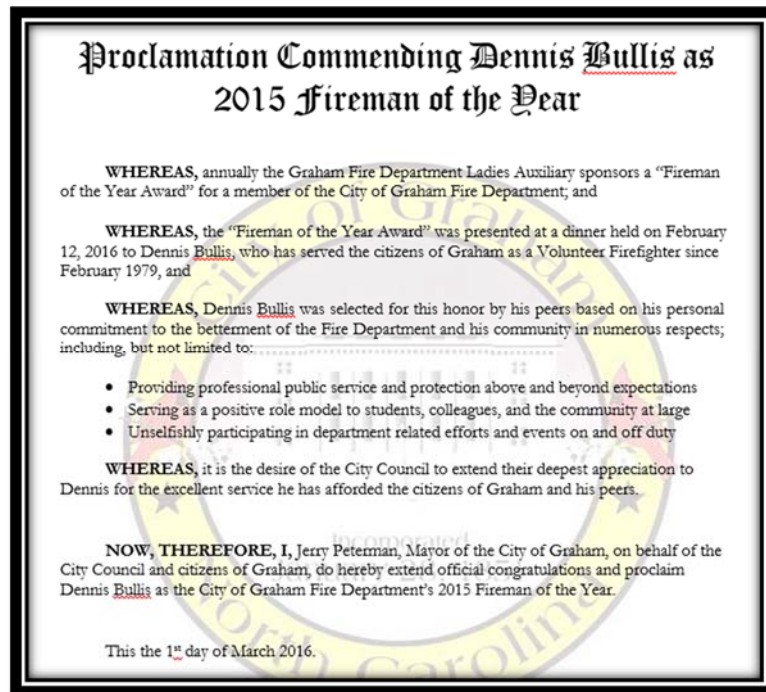 Proclamation Commending Dennis Bullis as
2015 Fireman of the Year
WHEREAS, annually the Graham Fire Department Ladies Auxiliary sponsors a “Fireman
of the Year Award” for a member of the City of Graham Fire Department; and
WHEREAS, the “Fireman of the Year Award” was presented at a dinner held on February
12, 2016 to Dennis Bullis, who has served the citizens of Graham as a Volunteer Firefighter since
February 1979, and
WHEREAS, Dennis Bullis was selected for this honor by his peers based on his personal
commitment to the betterment of the Fire Department and his community in numerous respects;
including, but not limited to:
• Providing professional public service and protection above and beyond expectations
• Serving as a positive role model to students, colleagues, and the community at large
• Unselfishly participating in department related efforts and events on and off duty
WHEREAS, it is the desire of the City Council to extend their deepest appreciation to
Dennis for the excellent service he has afforded the citizens of Graham and his peers.
NOW, THEREFORE, I, Jerry Peterman, Mayor of the City of Graham, on behalf of the
City Council and citizens of Graham, do hereby extend official congratulations and proclaim
Dennis Bullis as the City of Graham Fire Department’s 2015 Fireman of the Year.
This the 1st day of March 2016.
City of Graham
Incorporated
North Carolina